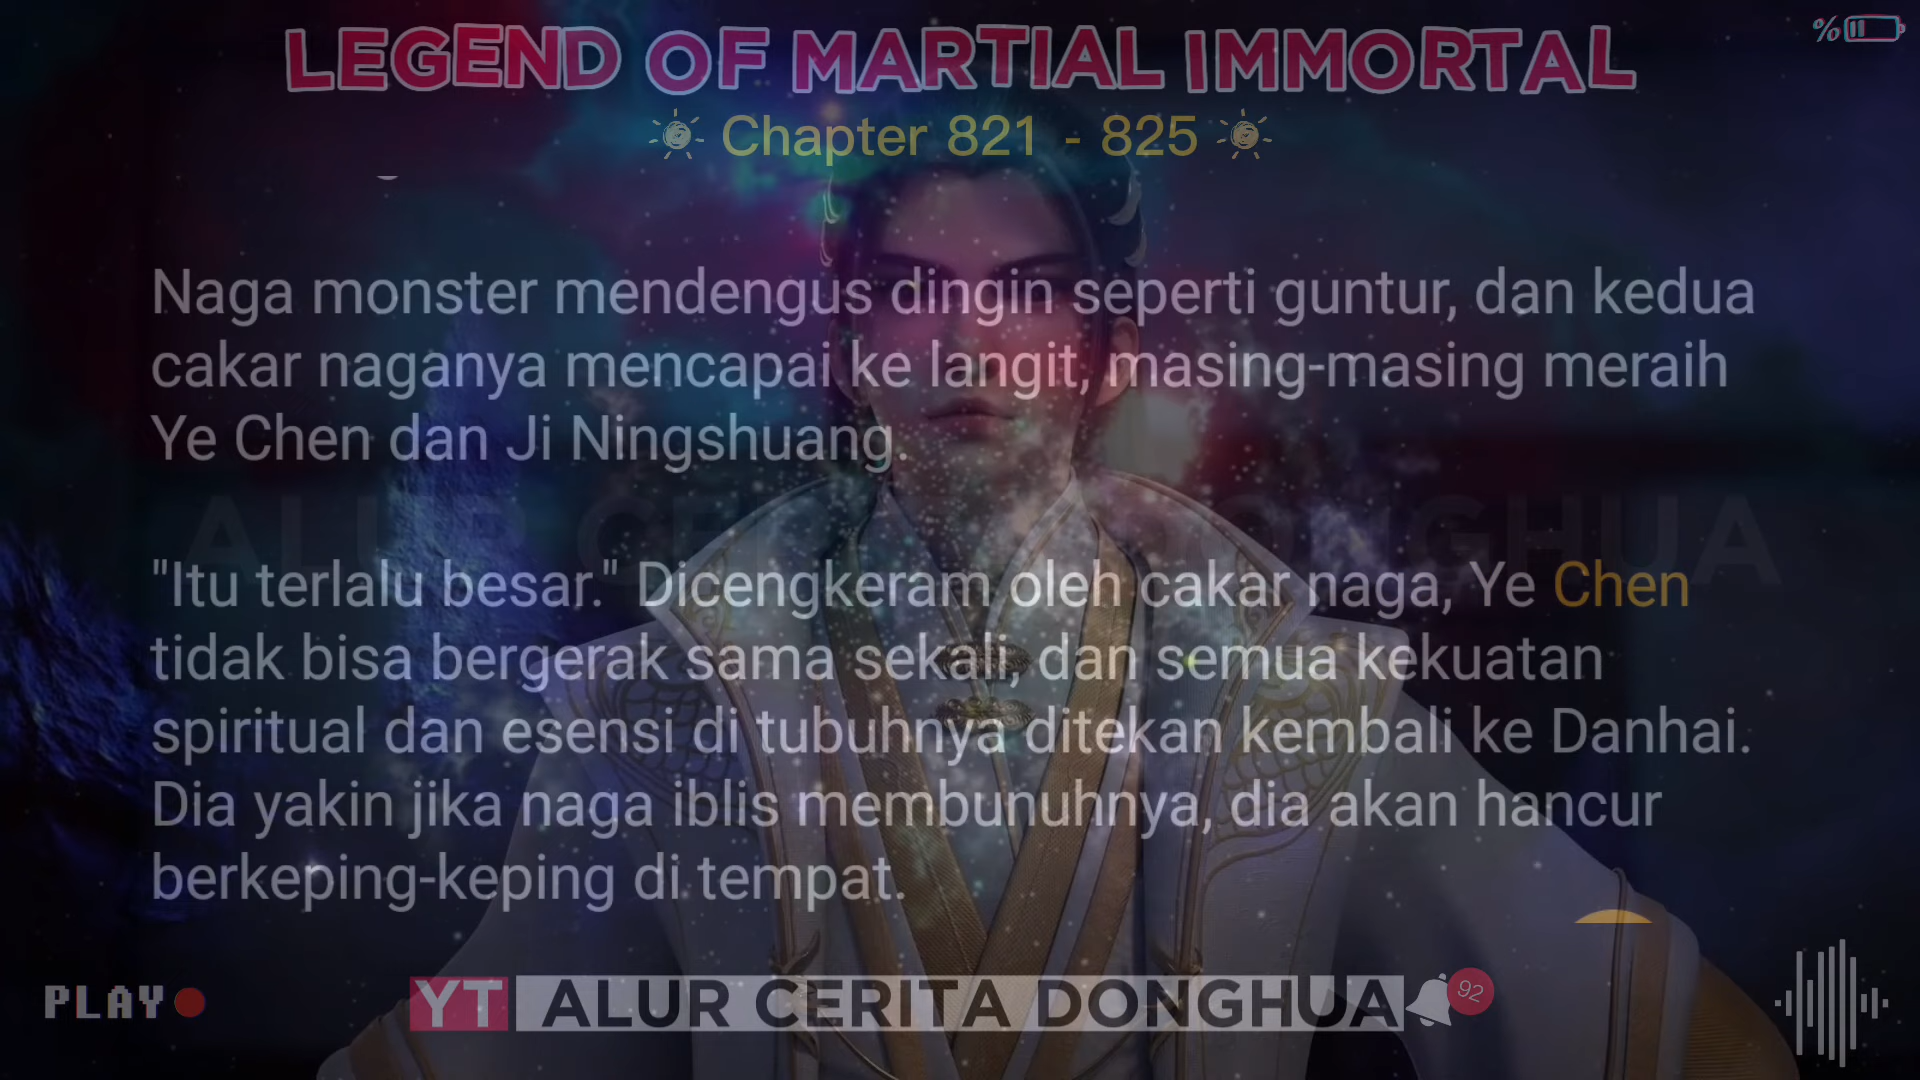 LEGEND OF MARTIAL IMMORTAL
%
Chapter 821 - 825
Naga monster mendengus dingin seperti guntur, dan kedua
cakar naganya mencapai ke langit, masing-masing meraih
Ye Chen dan Ji Ningshuang.
ALUR CERITA DONGHUA
"Itu terlalu besar." Dicengkeram oleh cakar naga, Ye Chen
tidak bisa bergerak sama sekali, dan semua kekuatan
spiritual dan esensi di tubuhnya ditekan kembali ke Danhai.
Dia yakin jika naga iblis membunuhnya, dia akan hancur
berkeping-keping di tempat.
PLAY
YT ALUR CERITA DONGHUA 92